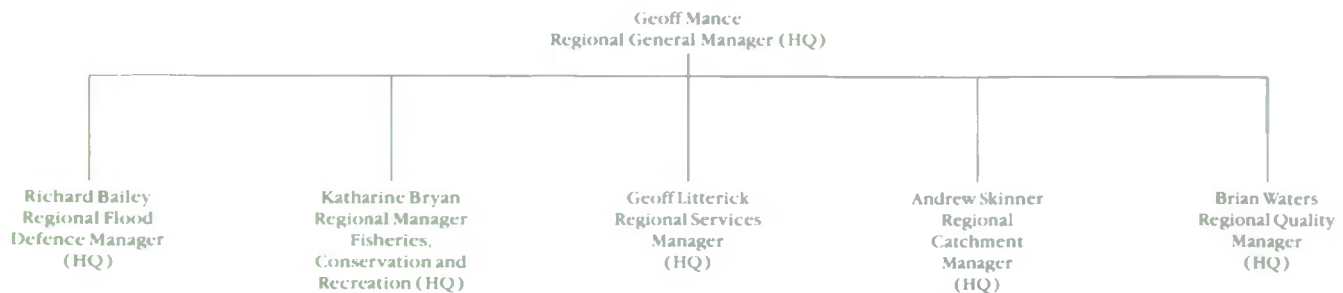 Geoff Mance
Regional General Manager (HQ)
Richard Bailey
Regional Flood
Defence Manager
(HQ)
Katharine Bryan
Regional Manager
Fisheries,
Conservation and
Recreation (HQ)
Geoff Litterick
Regional Services
Manager
(HQ)
Andrew Skinner
Regional
Catchment
Manager
(HQ)
Brian Waters
Regional Quality
Manager
(HQ)